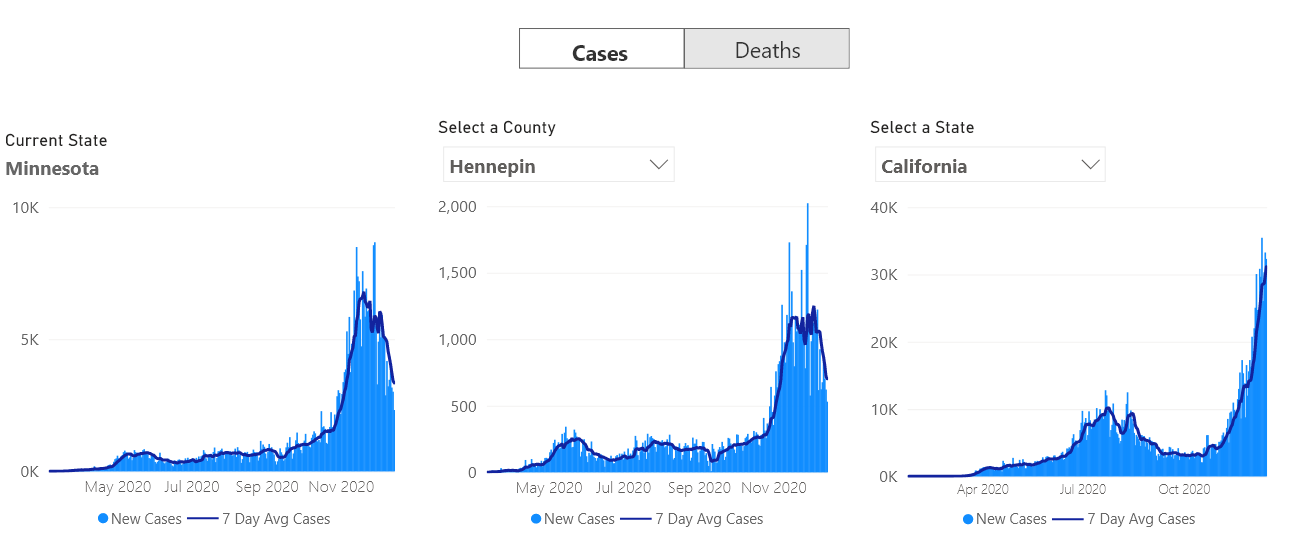 Cases
Deaths
Current State
Minnesota
10K
5K
0K
May 2020 Jul 2020 Sep 2020 Nov 2020
New Cases 7 Day Avg Cases
Select a County
Hennepin
2,000
1,500
1,000
500
0
May 2020 Jul 2020 Sep 2020 Nov 2020
New Cases 7 Day Avg Cases
Select a State
California
40K
30K
20K
10K
0K
Apr 2020 Jul 2020 Oct 2020
New Cases 7 Day Avg Cases